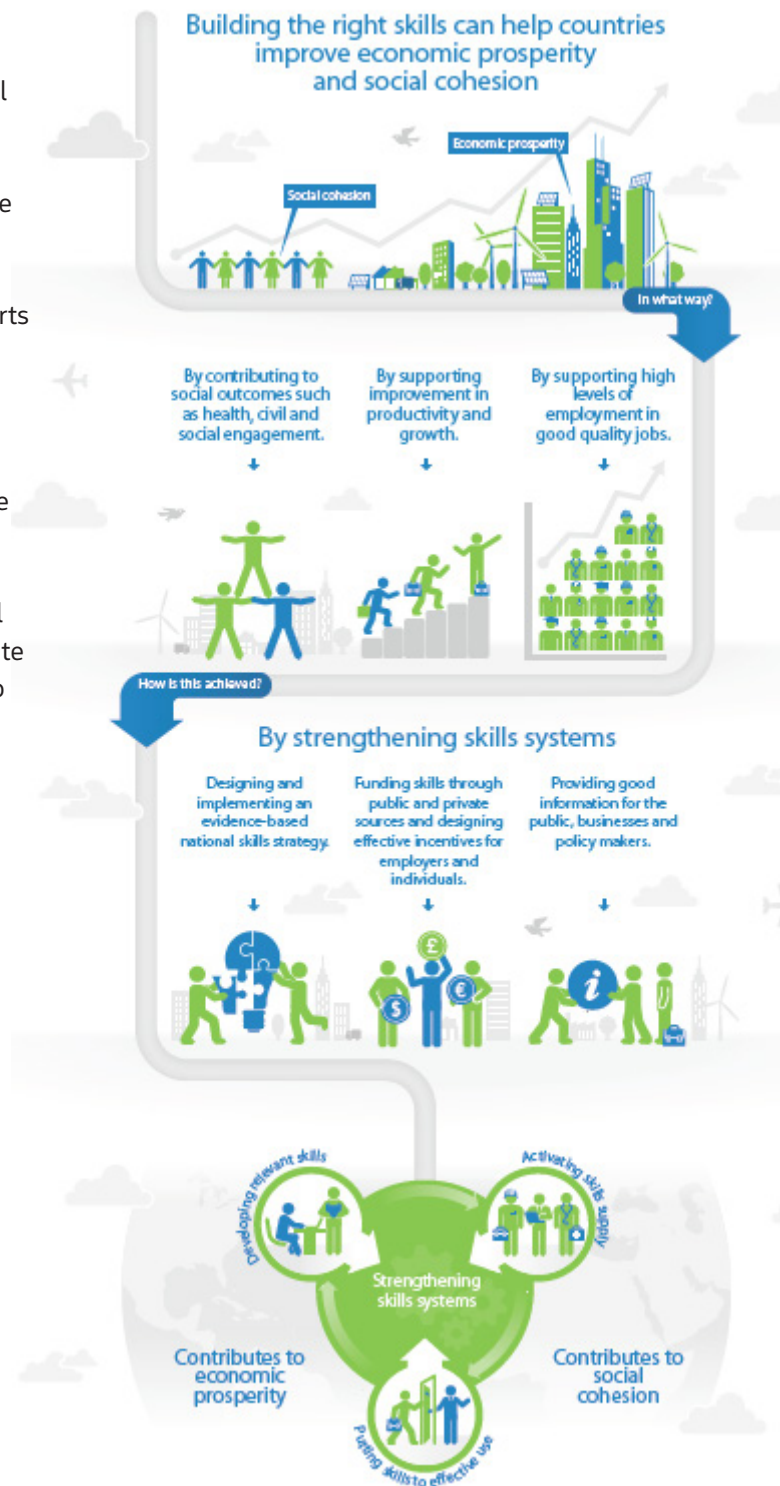 Building the right skills can help countries
improve economic prosperity
and social cohesion
l
Economic prosperity
Social cohesion
e
In what way?
rts
By contributing to
social outcomes such
as health, civil and
social engagement.
By supporting
improvement in
productivity and
growth.
By supporting high
levels of
employment in
good quality jobs.
e
l
te
o
How is this achieved?
By strengthening skills systems
Designing and
implementing an
evidence-based
national skills strategy.
Funding skills through
public and private
sources and designing
effective incentives for
employers and
individuals.
Providing good
information for the
public, businesses and
policy makers.
£
$
€
i
Developing relevant skills
Activating skills supply
Strengthening
skills systems
Contributes to
economic
prosperity
Contributes to
social
cohesion
Putting skills to effective use